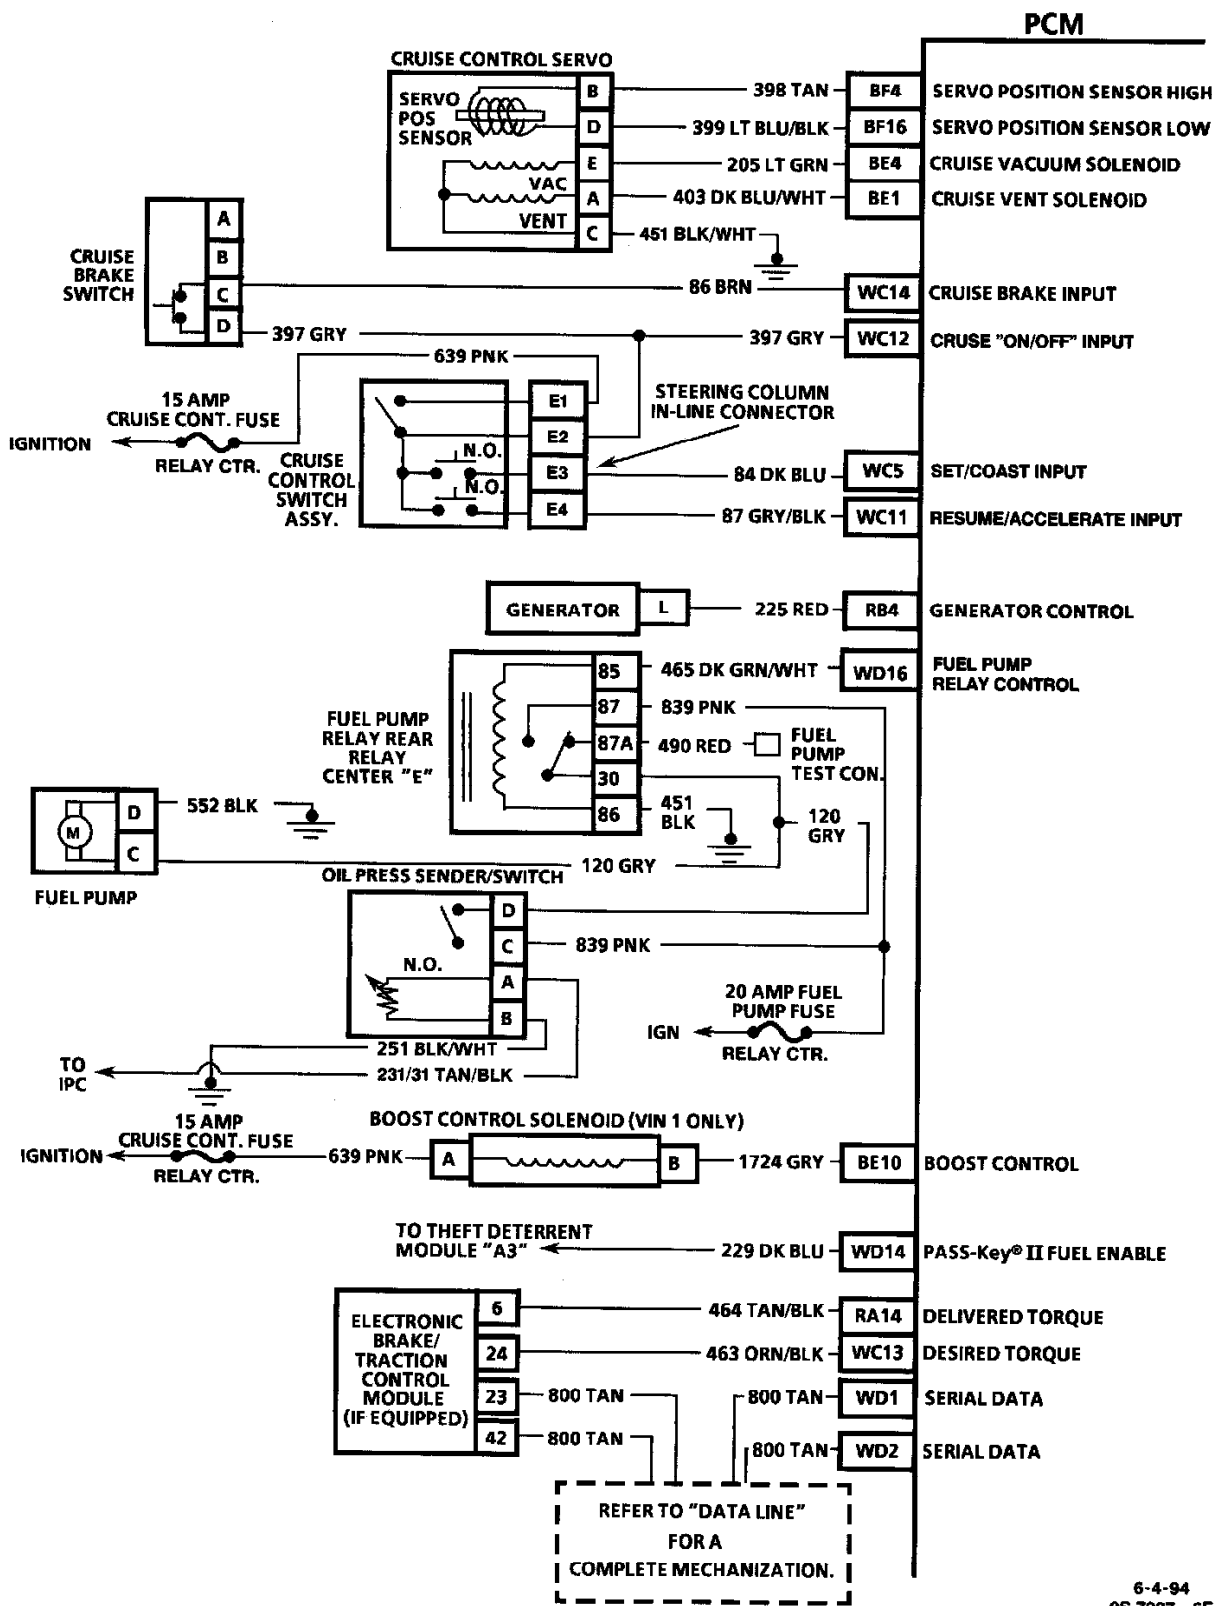 PCM
CRUISE CONTROL SERVO
SERVO
POS
SENSOR
B
398 TAN
BF4
SERVO POSITION SENSOR HIGH
D
399 LT BLU/BLK
BF16
SERVO POSITION SENSOR LOW
E
205 LT GRN
BE4
CRUISE VACUUM SOLENOID
VAC
A
403 DK BLU/WHT
BE1
CRUISE VENT SOLENOID
VENT
C
451 BLK/WHT
CRUISE
BRAKE
SWITCH
A
B
C
D
86 BRN
WC14
CRUISE BRAKE INPUT
397 GRY
397 GRY
WC12
CRUSE "ON/OFF" INPUT
639 PNK
15 AMP
CRUISE CONT. FUSE
IGNITION
RELAY CTR.
CRUISE
CONTROL
SWITCH
ASSY.
N.O.
N.O.
E1
E2
E3
E4
STEERING COLUMN
IN-LINE CONNECTOR
84 DK BLU
WC5
SET/COAST INPUT
87 GRY/BLK
WC11
RESUME/ACCELERATE INPUT
GENERATOR
L
225 RED
RB4
GENERATOR CONTROL
FUEL PUMP
RELAY REAR
RELAY
CENTER "E"
85
465 DK GRN/WHT
WD16
FUEL PUMP
RELAY CONTROL
87
839 PNK
87A
490 RED
FUEL
PUMP
TEST CON.
30
86
451
BLK
120
GRY
M
D
C
552 BLK
120 GRY
FUEL PUMP
OIL PRESS SENDER/SWITCH
D
C
839 PNK
N.O.
A
B
20 AMP FUEL
PUMP FUSE
IGN
RELAY CTR.
251 BLK/WHT
TO
IPC
231/31 TAN/BLK
15 AMP
CRUISE CONT. FUSE
IGNITION
RELAY CTR.
BOOST CONTROL SOLENOID (VIN 1 ONLY)
639 PNK
A
B
1724 GRY
BE10
BOOST CONTROL
TO THEFT DETERRENT
MODULE "A3"
229 DK BLU
WD14
PASS-Key® II FUEL ENABLE
ELECTRONIC
BRAKE/
TRACTION
CONTROL
MODULE
(IF EQUIPPED)
6
464 TAN/BLK
RA14
DELIVERED TORQUE
24
463 ORN/BLK
WC13
DESIRED TORQUE
23
800 TAN
800 TAN
WD1
SERIAL DATA
42
800 TAN
800 TAN
WD2
SERIAL DATA
REFER TO "DATA LINE"
FOR A
COMPLETE MECHANIZATION.
6-4-94